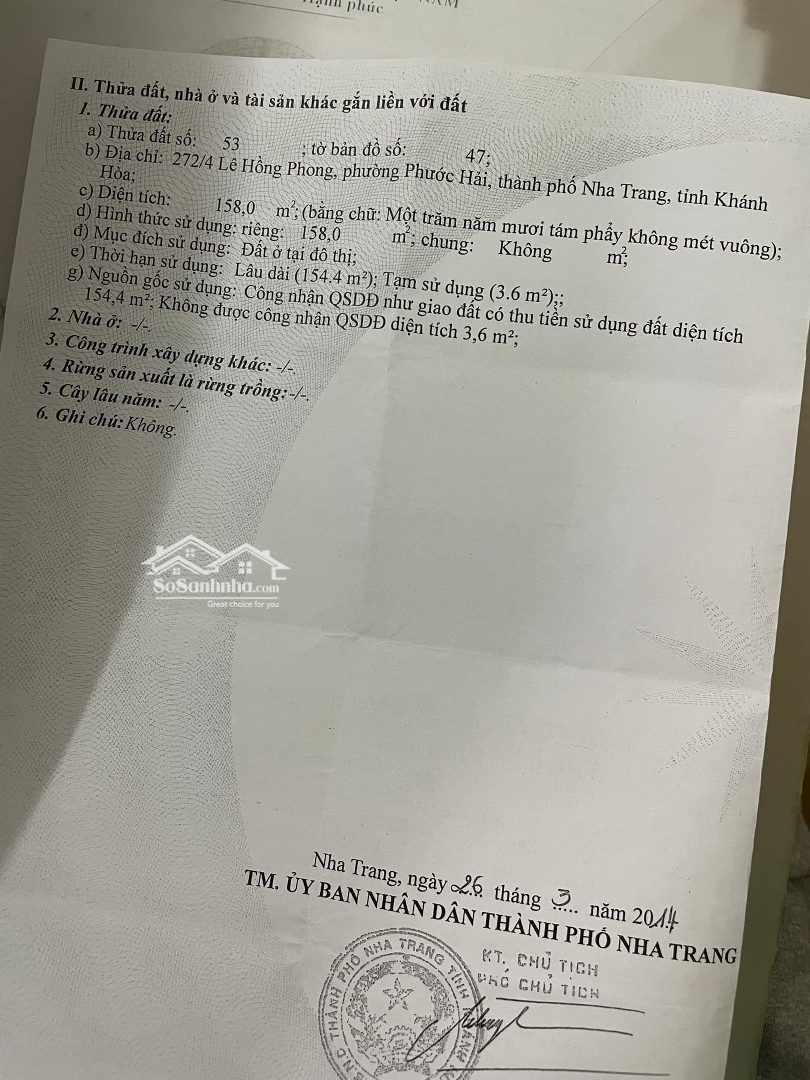 Hạnh phúc
II. Thửa đất, nhà ở và tài sản khác gắn liền với đất
1. Thửa đất:
a) Thửa đất số: 53 ; tờ bản đồ số: 47;
b) Địa chỉ: 272/4 Lê Hồng Phong, phường Phước Hải, thành phố Nha Trang, tỉnh Khánh
Hòa;
c) Diện tích: 158,0 m²; (bằng chữ: Một trăm năm mươi tám phẩy không mét vuông);
d) Hình thức sử dụng: riêng: 158,0 m²; chung: Không m²;
đ) Mục đích sử dụng: Đất ở tại đô thị;
e) Thời hạn sử dụng: Lâu dài (154.4 m²); Tạm sử dụng (3.6 m²);;
g) Nguồn gốc sử dụng: Công nhận QSDĐ như giao đất có thu tiền sử dụng đất diện tích
154,4 m²; Không được công nhận QSDĐ diện tích 3,6 m²;
2. Nhà ở: -/-.
3. Công trình xây dựng khác: -/-.
4. Rừng sản xuất là rừng trồng: -/-.
5. Cây lâu năm: -/-.
6. Ghi chú: Không.
SoSanhnha.com
Great choice for you
Nha Trang, ngày 26 tháng 3 năm 2014
TM. ỦY BAN NHÂN DÂN THÀNH PHỐ NHA TRANG
KT. CHỦ TỊCH
PHÓ CHỦ TỊCH
N.D THÀNH PHỐ NHA TRANG TỈNH